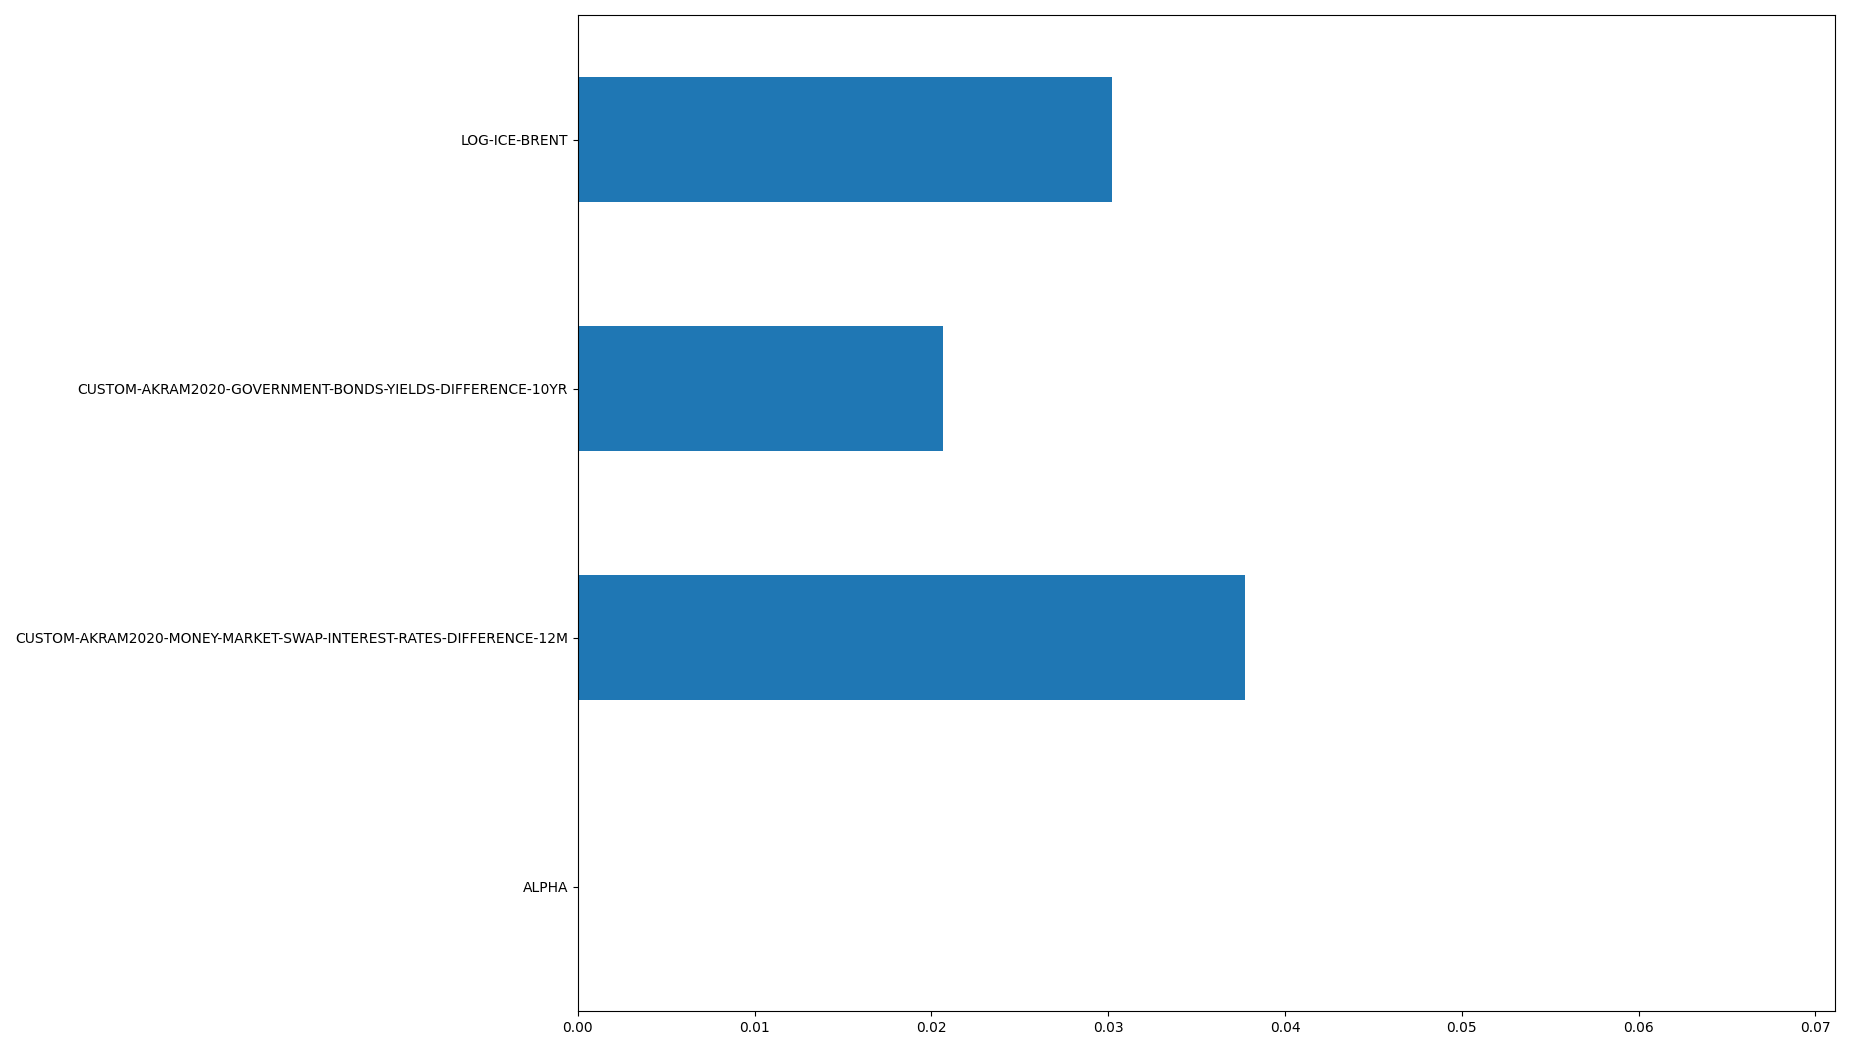 LOG-ICE-BRENT
CUSTOM-AKRAM2020-GOVERNMENT-BONDS-YIELDS-DIFFERENCE-10YR
CUSTOM-AKRAM2020-MONEY-MARKET-SWAP-INTEREST-RATES-DIFFERENCE-12M
ALPHA
0.00 0.01 0.02 0.03 0.04 0.05 0.06 0.07